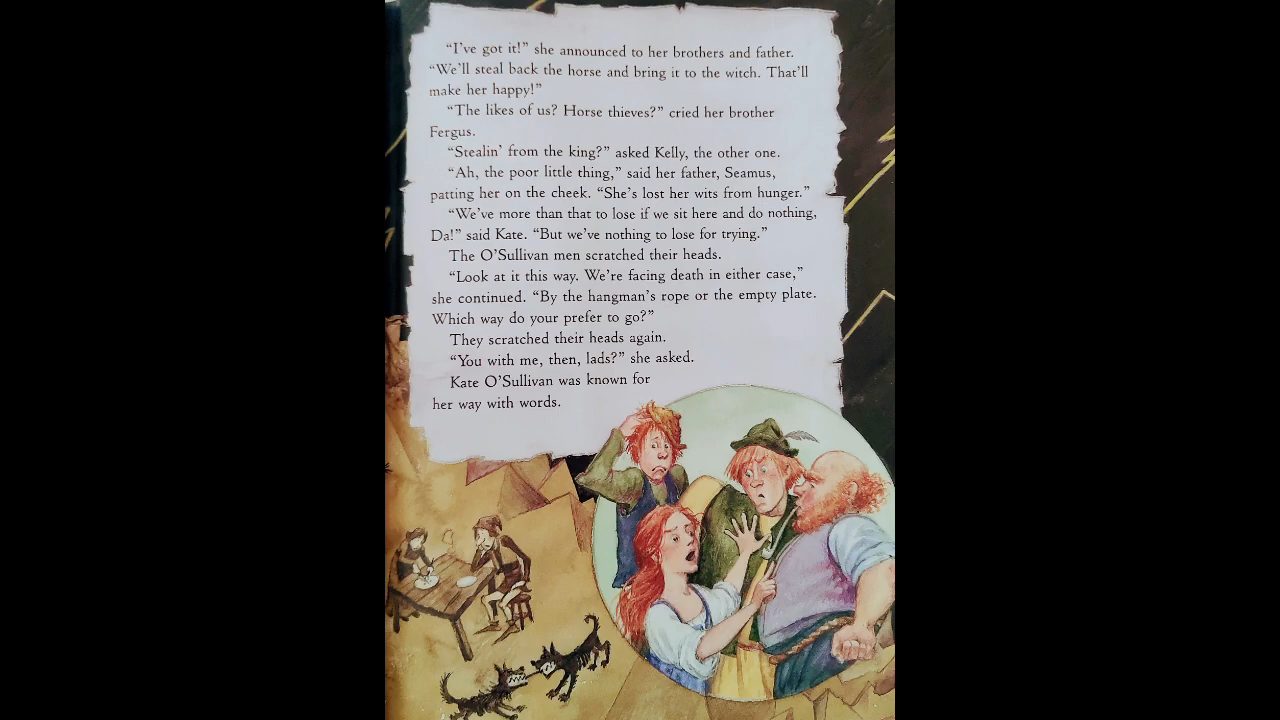 “I’ve got it!” she announced to her brothers and father.
“We’ll steal back the horse and bring it to the witch. That’ll
make her happy!”
“The likes of us? Horse thieves?” cried her brother
Fergus.
“Stealin’ from the king?” asked Kelly, the other one.
“Ah, the poor little thing,” said her father, Seamus,
patting her on the cheek. “She’s lost her wits from hunger.”
“We’ve more than that to lose if we sit here and do nothing,
Da!” said Kate. “But we’ve nothing to lose for trying.”
The O’Sullivan men scratched their heads.
“Look at it this way. We’re facing death in either case,”
she continued. “By the hangman’s rope or the empty plate.
Which way do your prefer to go?”
They scratched their heads again.
“You with me, then, lads?” she asked.
Kate O’Sullivan was known for
her way with words.